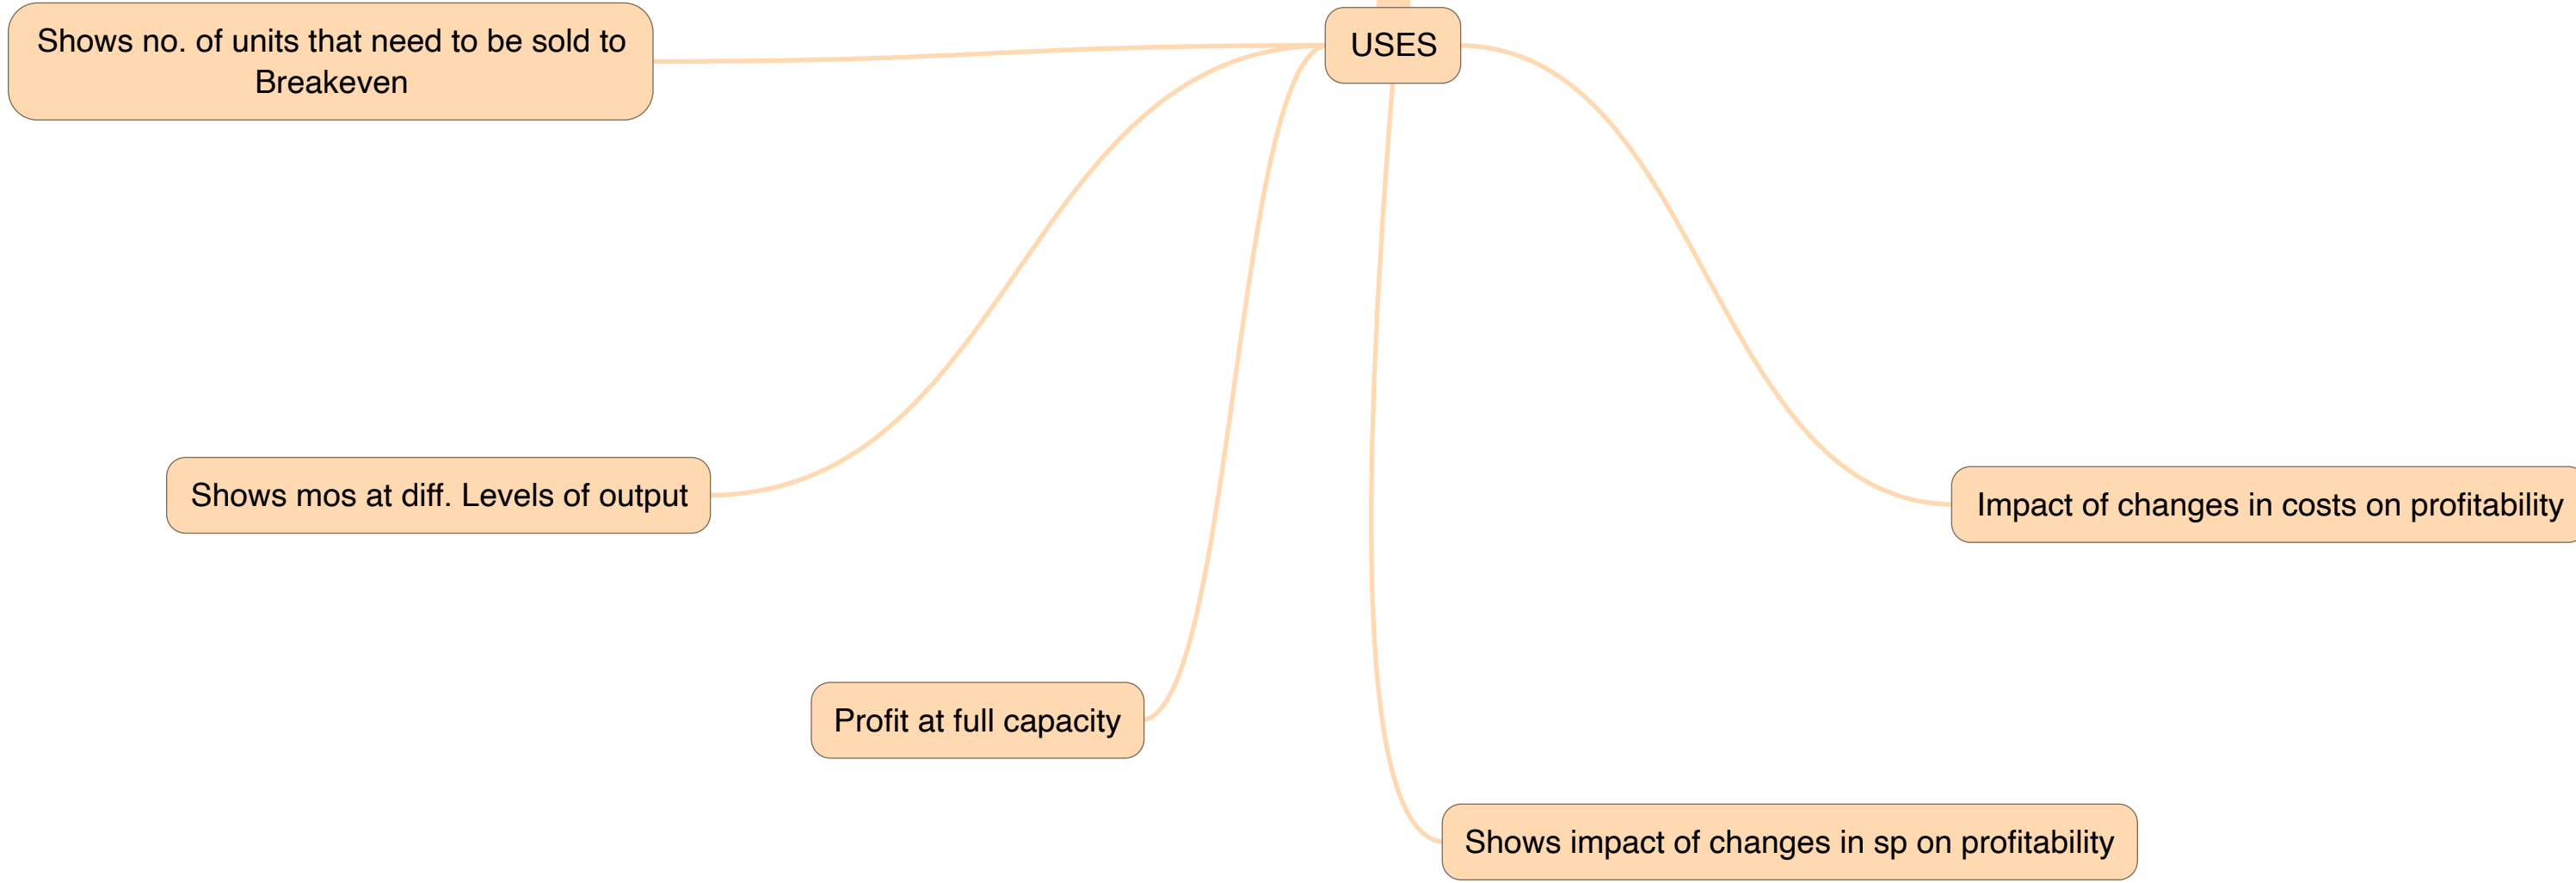 Shows no. of units that need to be sold to
Breakeven
USES
Shows mos at diff. Levels of output
Impact of changes in costs on profitability
Profit at full capacity
Shows impact of changes in sp on profitability